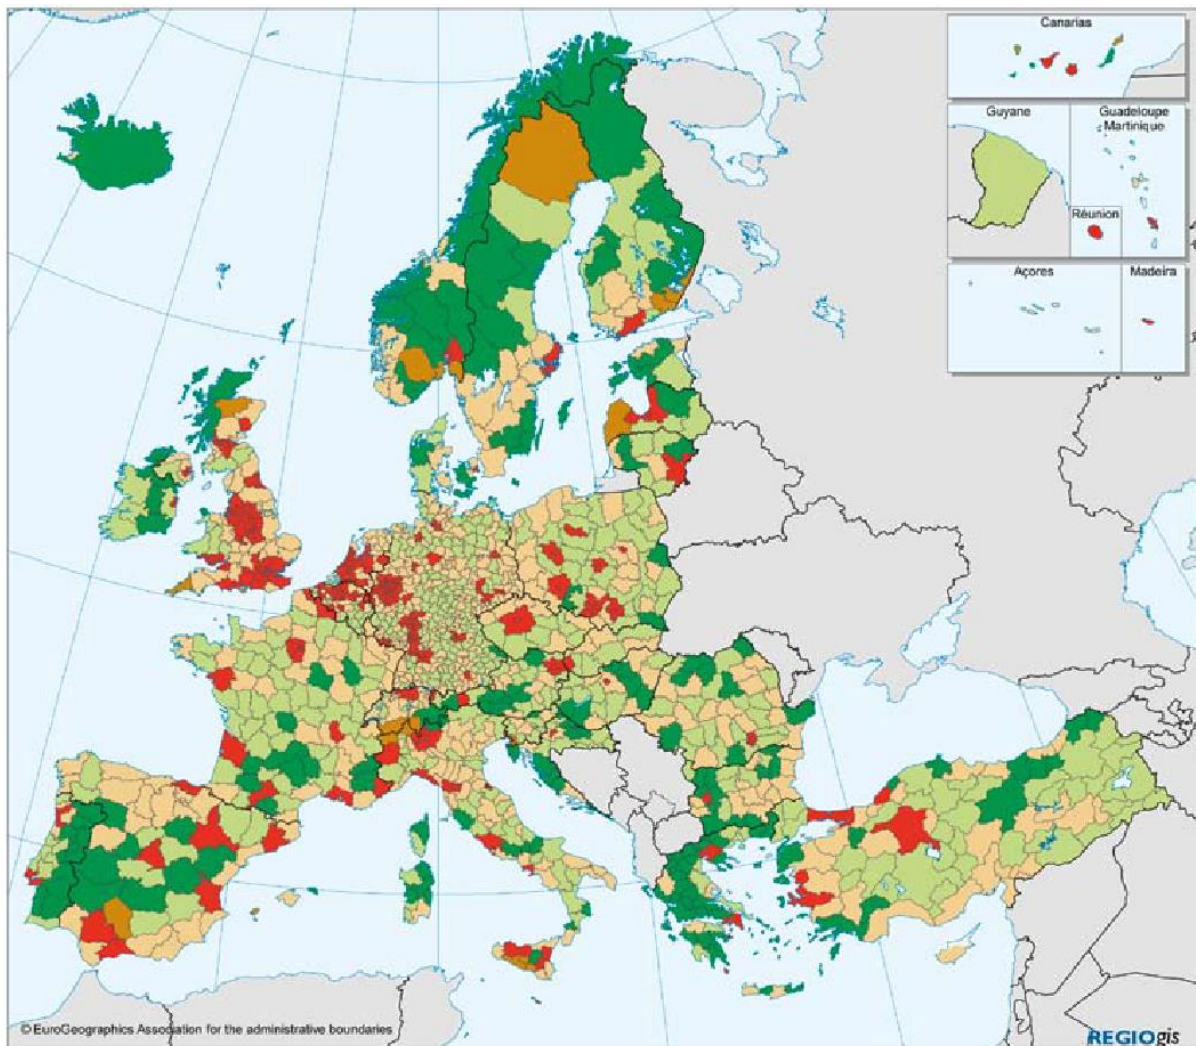 Canarias
Guyane
Guadeloupe
Martinique
Réunion
Açores
Madeira
© EuroGeographics Association for the administrative boundaries
REGIOgis